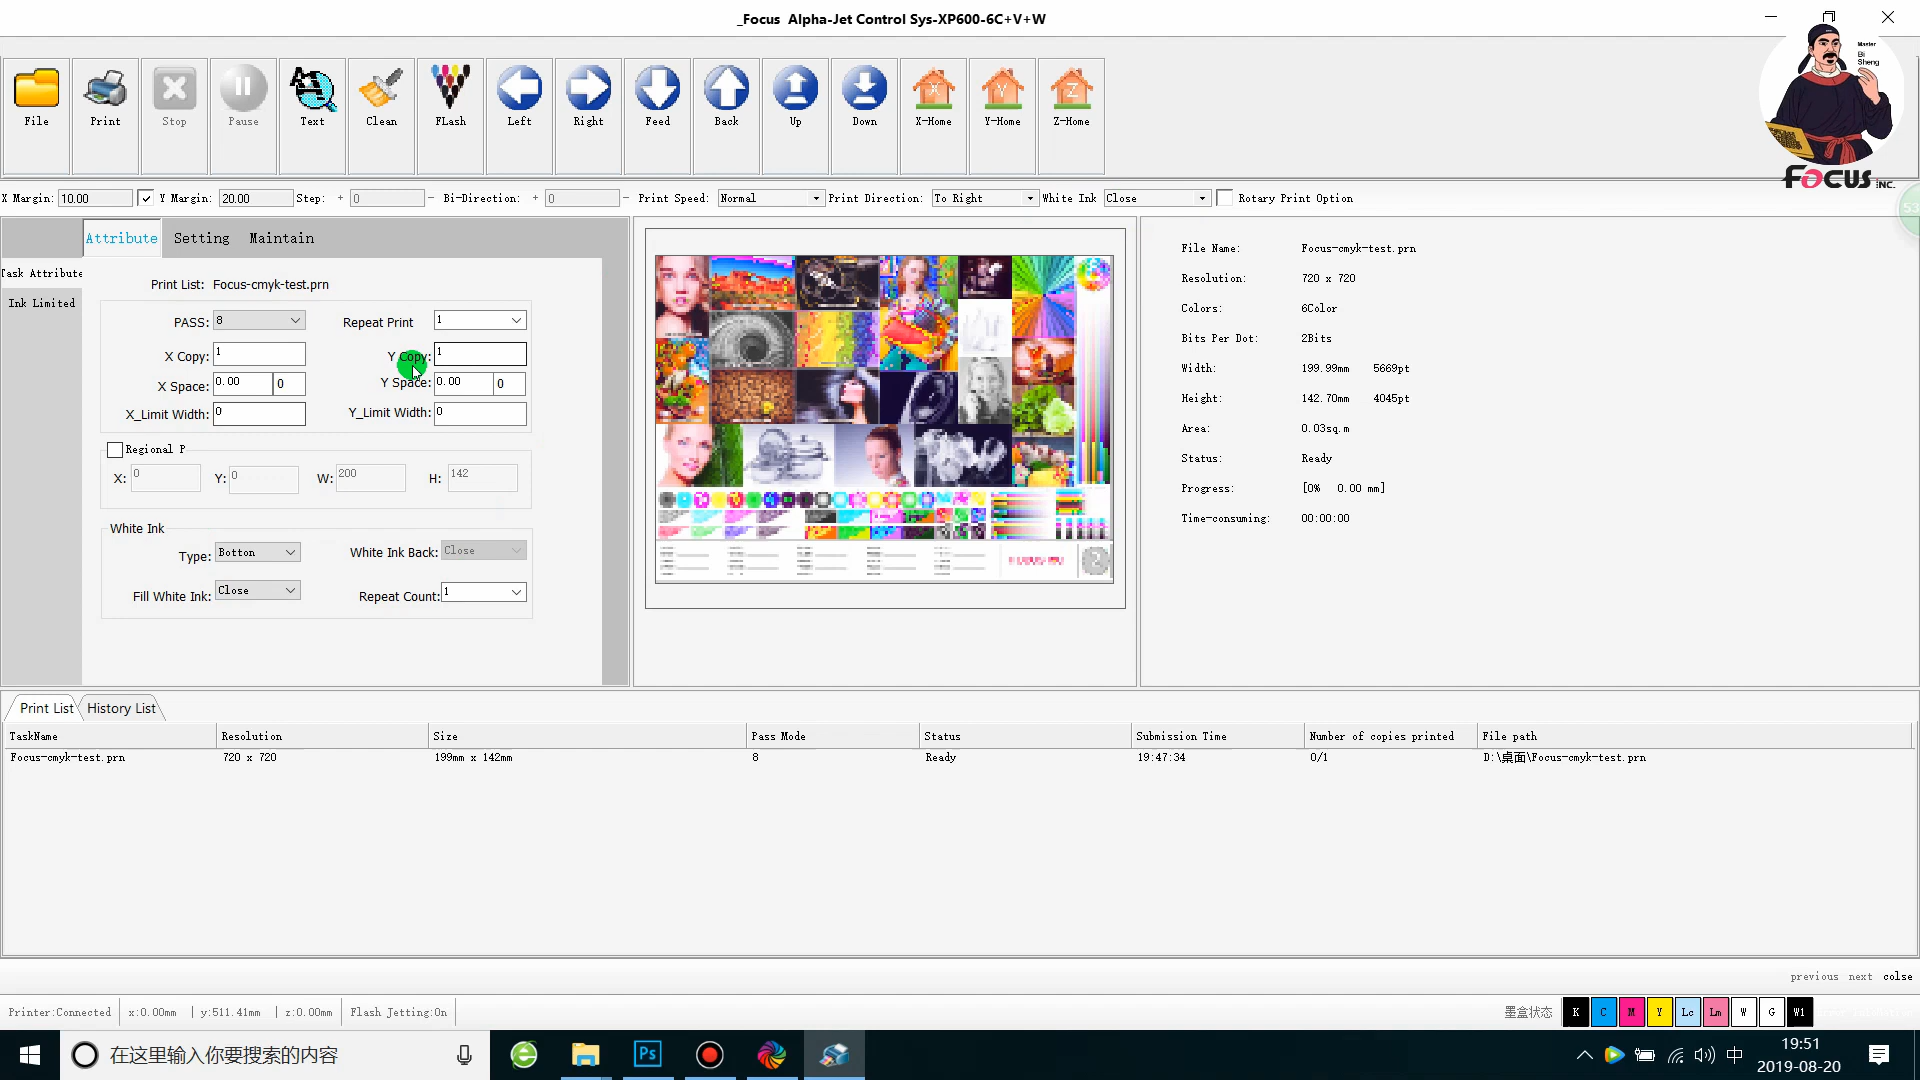 _Focus Alpha-Jet Control Sys-XP600-6C+V+W
Master
Bi
Sheng
FOCUS INC.
File Print Stop Pause Text Clean FLash Left Right Feed Back Up Down X-Home Y-Home Z-Home
X Margin: 10.00 Y Margin: 20.00 Step: + 0 - Bi-Direction: + 0 - Print Speed: Normal Print Direction: To Right White Ink Close Rotary Print Option
53
Attribute Setting Maintain
Task Attribute
Ink Limited
Print List: Focus-cmyk-test.prn
PASS: 8 Repeat Print 1
X Copy: 1 Y Copy: 1
X Space: 0.00 0 Y Space: 0.00 0
X_Limit Width: 0 Y_Limit Width: 0
Regional P
X: 0 Y: 0 W: 200 H: 142
White Ink
Type: Botton White Ink Back: Close
Fill White Ink: Close Repeat Count: 1
File Name: Focus-cmyk-test.prn
Resolution: 720 x 720
Colors: 6Color
Bits Per Dot: 2Bits
Width: 199.99mm 5669pt
Height: 142.70mm 4045pt
Area: 0.03sq.m
Status: Ready
Progress: [0% 0.00 mm]
Time-consuming: 00:00:00
Print List History List
TaskName Resolution Size Pass Mode Status Submission Time Number of copies printed File path
Focus-cmyk-test.prn 720 x 720 199mm x 142mm 8 Ready 19:47:34 0/1 D:\桌面\Focus-cmyk-test.prn
previous next colse
Printer:Connected x:0.00mm | y:511.41mm | z:0.00mm Flash Jetting:On 墨盒状态 K C M Y Lc Lm W G W1
在这里输入你要搜索的内容 Ps 中 19:51
2019-08-20